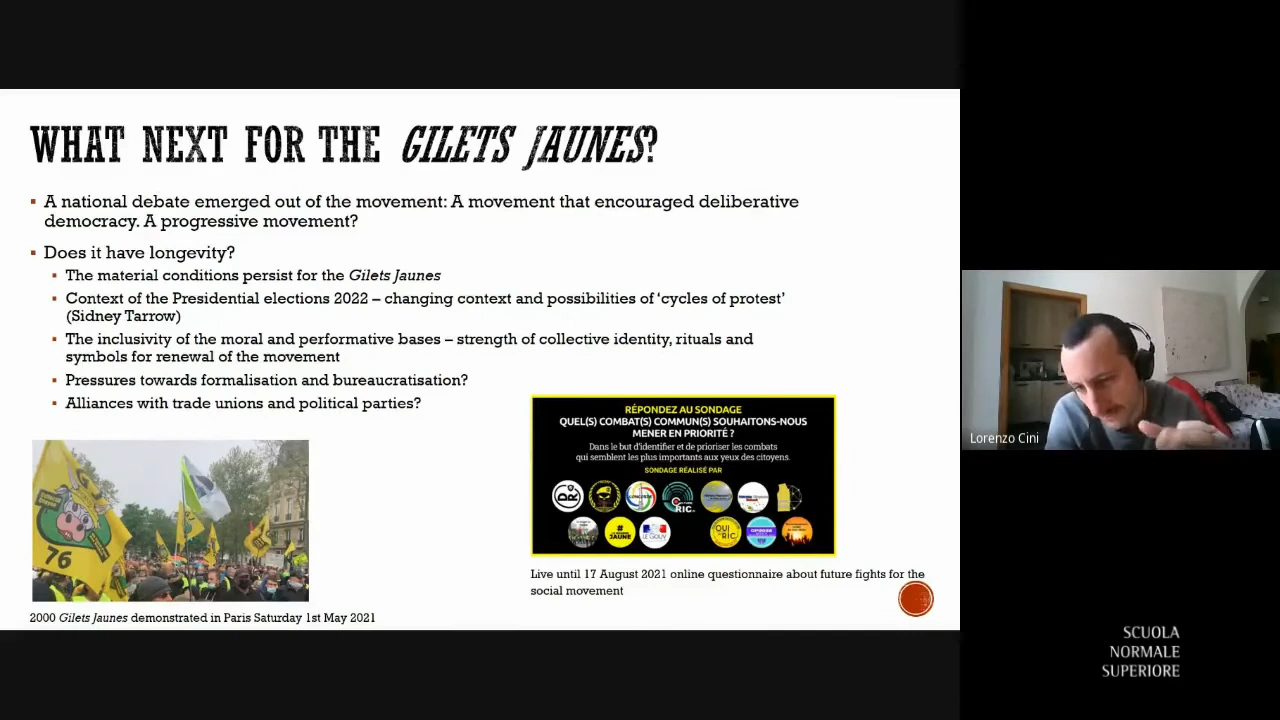 WHAT NEXT FOR THE GILETS JAUNES?
A national debate emerged out of the movement: A movement that encouraged deliberative
democracy. A progressive movement?
Does it have longevity?
The material conditions persist for the Gilets Jaunes
Context of the Presidential elections 2022 – changing context and possibilities of ‘cycles of protest’
(Sidney Tarrow)
The inclusivity of the moral and performative bases – strength of collective identity, rituals and
symbols for renewal of the movement
Pressures towards formalisation and bureaucratisation?
Alliances with trade unions and political parties?
76
2000 Gilets Jaunes demonstrated in Paris Saturday 1st May 2021
RÉPONDEZ AU SONDAGE
QUEL(S) COMBAT(S) COMMUN(S) SOUHAITONS-NOUS
MENER EN PRIORITÉ ?
Dans le but d'identifier et de prioriser les combats
qui semblent les plus importants aux yeux des citoyens.
SONDAGE RÉALISÉ PAR
RIC
JAUNE
LE GOUV
OUI
RIC
Live until 17 August 2021 online questionnaire about future fights for the
social movement
Lorenzo Cini
SCUOLA
NORMALE
SUPERIORE